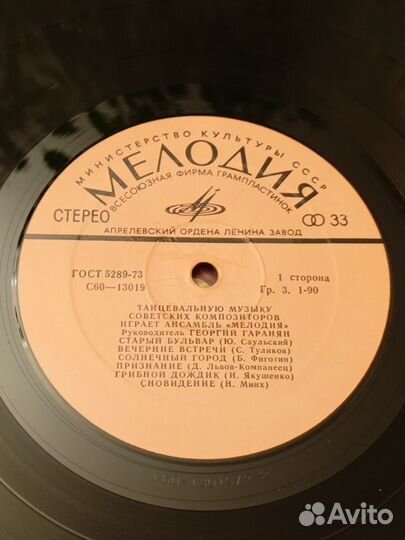 МИНИСТЕРСТВО КУЛЬТУРЫ СССР
МЕЛОДИЯ
ВСЕСОЮЗНАЯ ФИРМА ГРАМПЛАСТИНОК
СТЕРЕО
33
АПРЕЛЕВСКИЙ ОРДЕНА ЛЕНИНА ЗАВОД
ГОСТ 5289-73
1 сторона
С60—13019
Гр. 3. 1-90
ТАНЦЕВАЛЬНУЮ МУЗЫКУ
СОВЕТСКИХ КОМПОЗИТОРОВ
ИГРАЕТ АНСАМБЛЬ «МЕЛОДИЯ»
Руководитель ГЕОРГИЙ ГАРАНЯН
СТАРЫЙ БУЛЬВАР (Ю. Саульский)
ВЕЧЕРНИЕ ВСТРЕЧИ (С. Туликов)
СОЛНЕЧНЫЙ ГОРОД (Б. Фиготин)
ПРИЗНАНИЕ (Д. Львов-Компанеец)
ГРИБНОЙ ДОЖДИК (И. Якушенко)
СНОВИДЕНИЕ (Н. Минх)
Avito